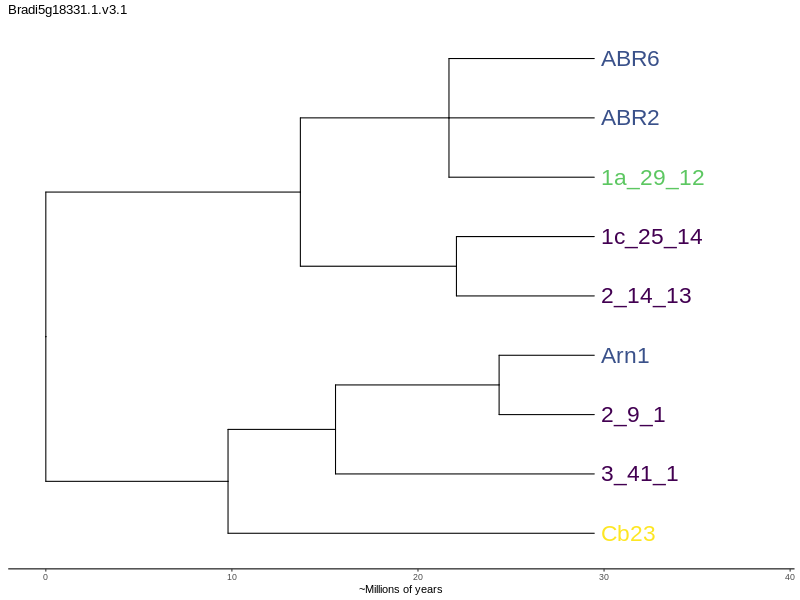 Bradi5g18331.1.v3.1
ABR6
ABR2
1a_29_12
1c_25_14
2_14_13
Arn1
2_9_1
3_41_1
Cb23
0 10 20 30 40
~Millions of years